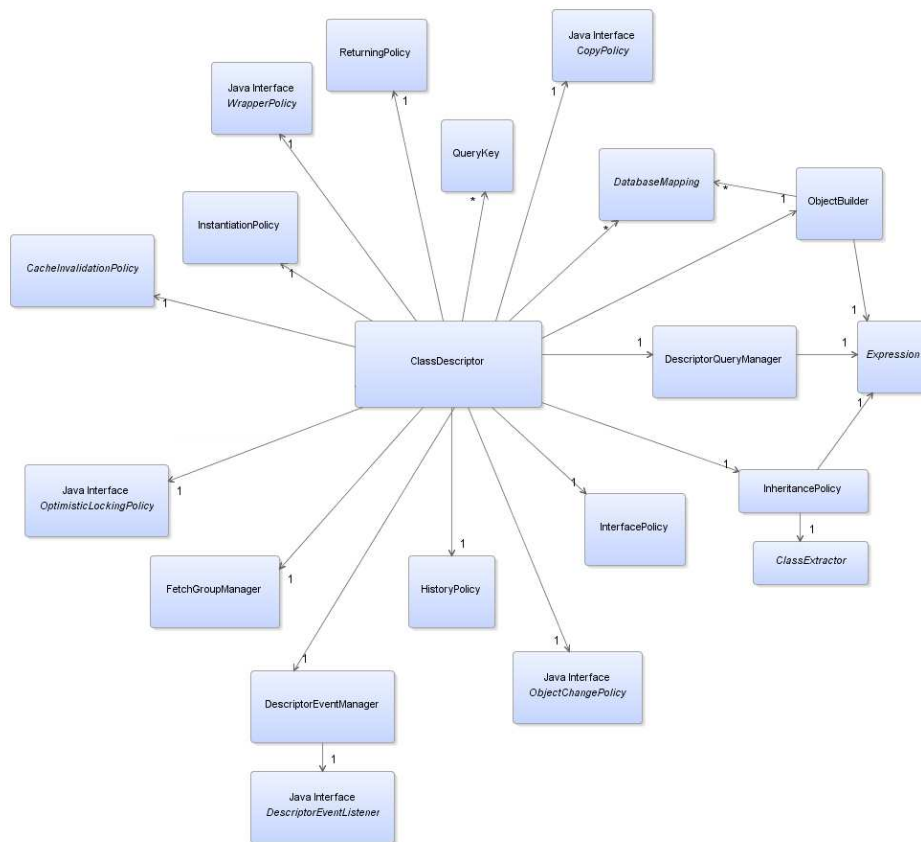 ReturningPolicy
1
Java Interface
CopyPolicy
1
Java Interface
WrapperPolicy
1
QueryKey
*
DatabaseMapping
*
*
1
ObjectBuilder
InstantiationPolicy
1
CacheInvalidationPolicy
1
1
ClassDescriptor
1
DescriptorQueryManager
1
Expression
1
Java Interface
OptimisticLockingPolicy
1
1
InterfacePolicy
1
InheritancePolicy
1
ClassExtractor
FetchGroupManager
1
1
HistoryPolicy
1
Java Interface
ObjectChangePolicy
1
DescriptorEventManager
1
Java Interface
DescriptorEventListener